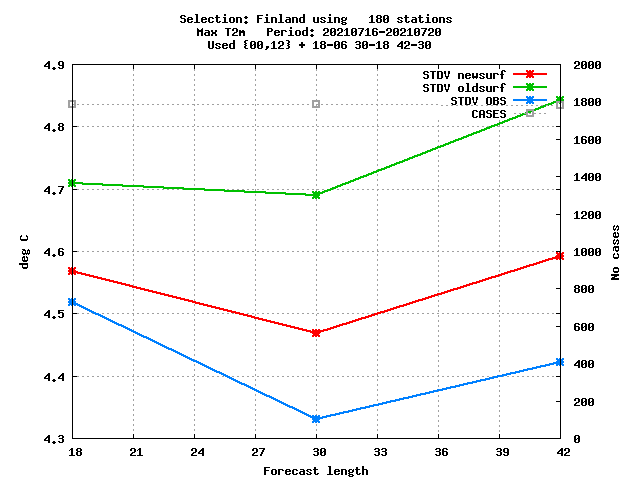 Selection: Finland using   180 stations
Max T2m   Period: 20210716-20210720
Used {00,12} + 18-06 30-18 42-30
4.9
4.8
4.7
4.6
4.5
4.4
4.3
deg C
2000
1800
1600
1400
1200
1000
800
600
400
200
0
No cases
STDV newsurf
STDV oldsurf
STDV OBS
CASES
18 21 24 27 30 33 36 39 42
Forecast length